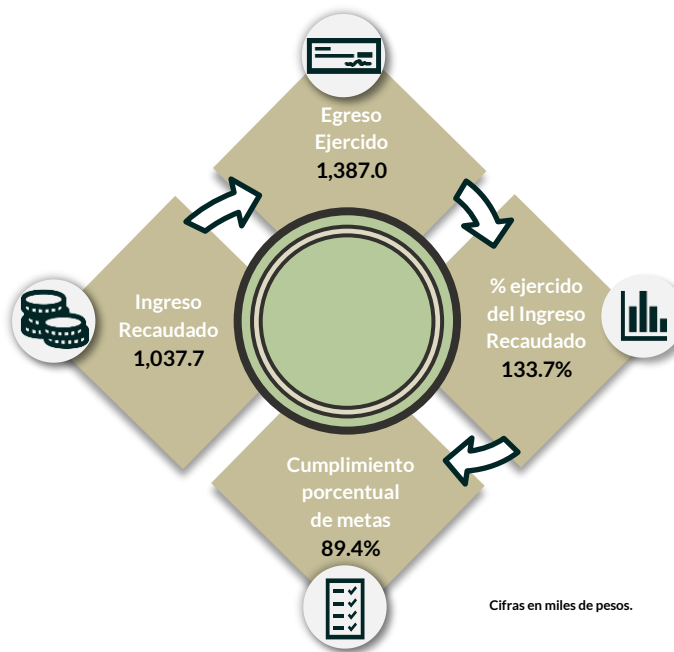 Egreso
Ejercido
1,387.0
Ingreso
Recaudado
1,037.7
% ejercido
del Ingreso
Recaudado
133.7%
Cumplimiento
porcentual
de metas
89.4%
Cifras en miles de pesos.